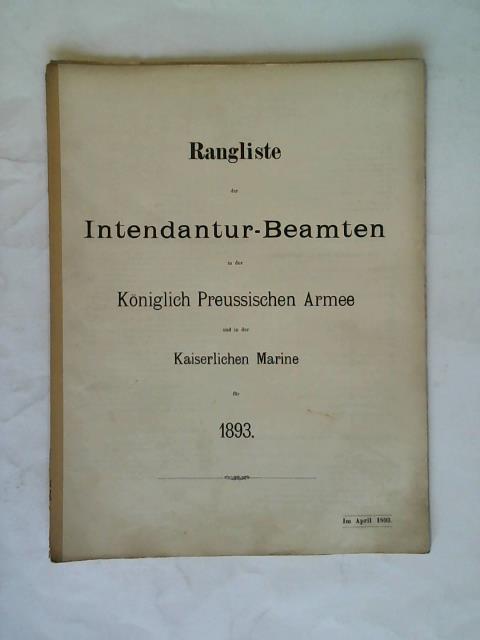 Rangliste
der
Intendantur-Beamten
in der
Königlich Preussischen Armee
und in der
Kaiserlichen Marine
für
1893.
Im April 1893.